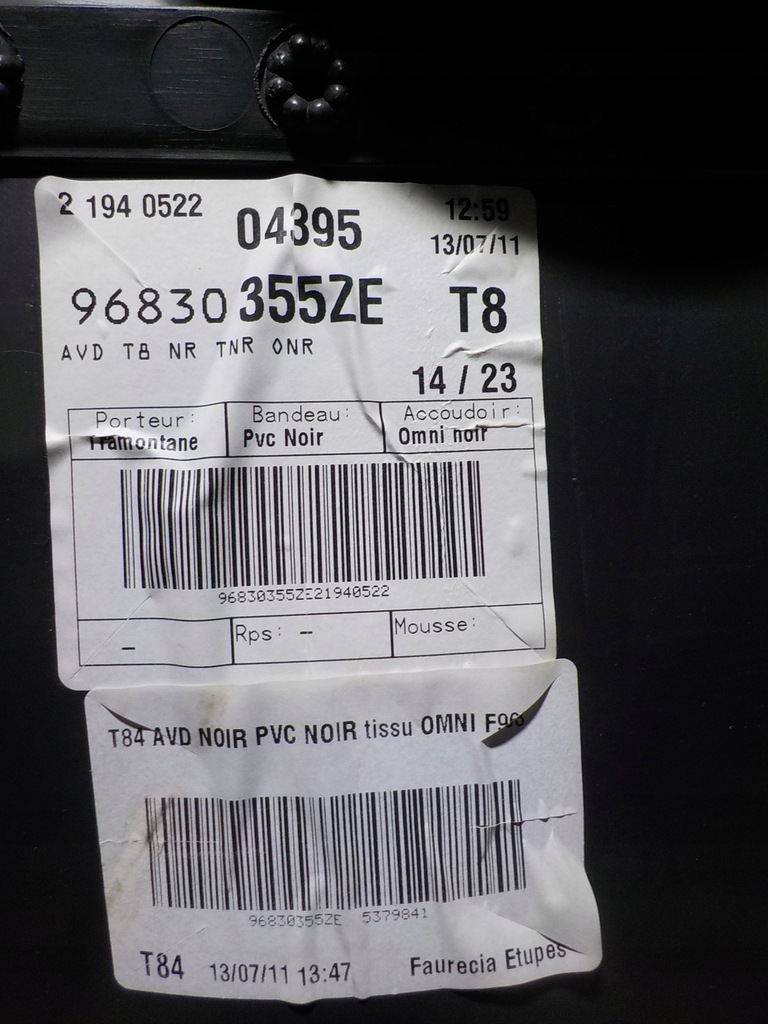 2 194 0522 04395 12:59
13/07/11
96830 355ZE T8
AVD T8 NR TNR ONR
14 / 23
Porteur: Bandeau: Accoudoir:
Tramontane Pvc Noir Omni noir
96830355ZE21940522
– Rps: -- Mousse:
T84 AVD NOIR PVC NOIR tissu OMNI
96830355ZE 5379841
T84 13/07/11 13:47 Faurecia Etupes